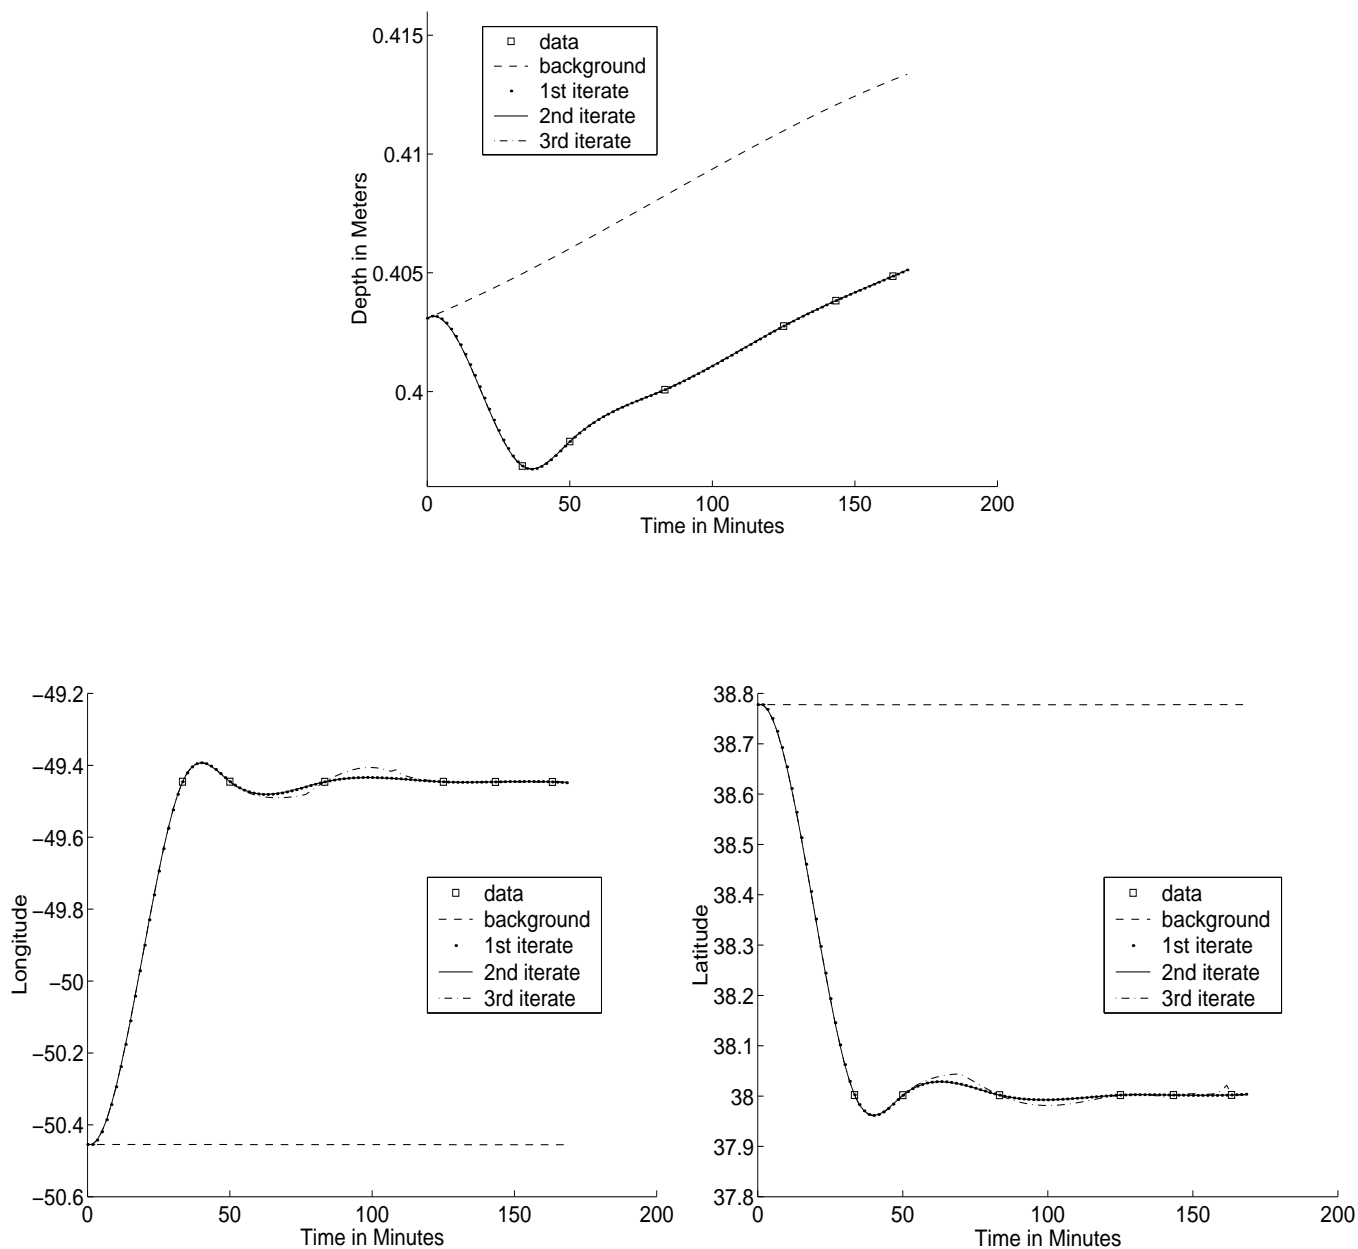 0.415
0.41
0.405
0.4
Depth in Meters
data
background
1st iterate
2nd iterate
3rd iterate
0
50
100
150
200
Time in Minutes
−49.2
−49.4
−49.6
−49.8
−50
−50.2
−50.4
−50.6
Longitude
data
background
1st iterate
2nd iterate
3rd iterate
0
50
100
150
200
Time in Minutes
38.8
38.7
38.6
38.5
38.4
38.3
38.2
38.1
38
37.9
37.8
Latitude
data
background
1st iterate
2nd iterate
3rd iterate
0
50
100
150
200
Time in Minutes